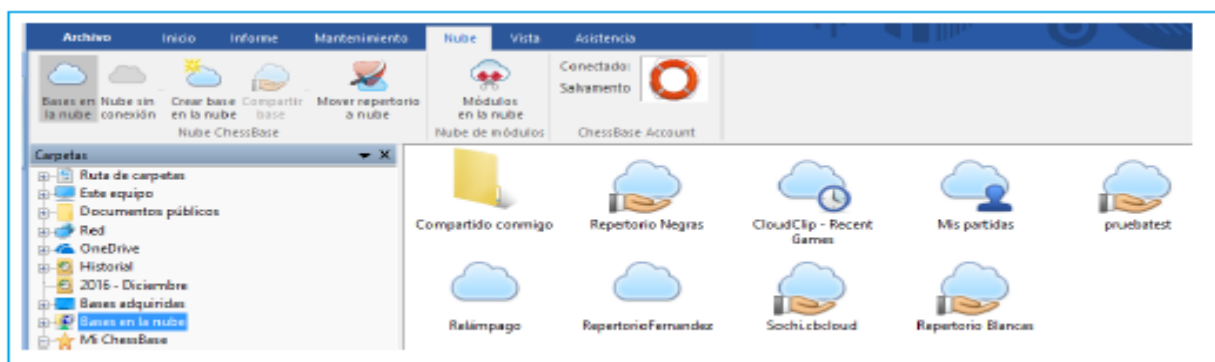 Archivo Inicio Informe Mantenimiento Nube Vista Asistencia
Bases en la nube
Nube sin conexión
Crear base en la nube
Compartir base
Mover repertorio a nube
Nube ChessBase
Módulos en la nube
Nube de módulos
Conectado:
Salvamento
ChessBase Account
Carpetas
Ruta de carpetas
Este equipo
Documentos públicos
Red
OneDrive
Historial
2016 - Diciembre
Bases adquiridas
Bases en la nube
Mi ChessBase
Compartido conmigo
Repertorio Negras
CloudClip - Recent Games
Mis partidas
pruebatest
Relámpago
RepertorioFernandez
Sochi.cbcloud
Repertorio Blancas